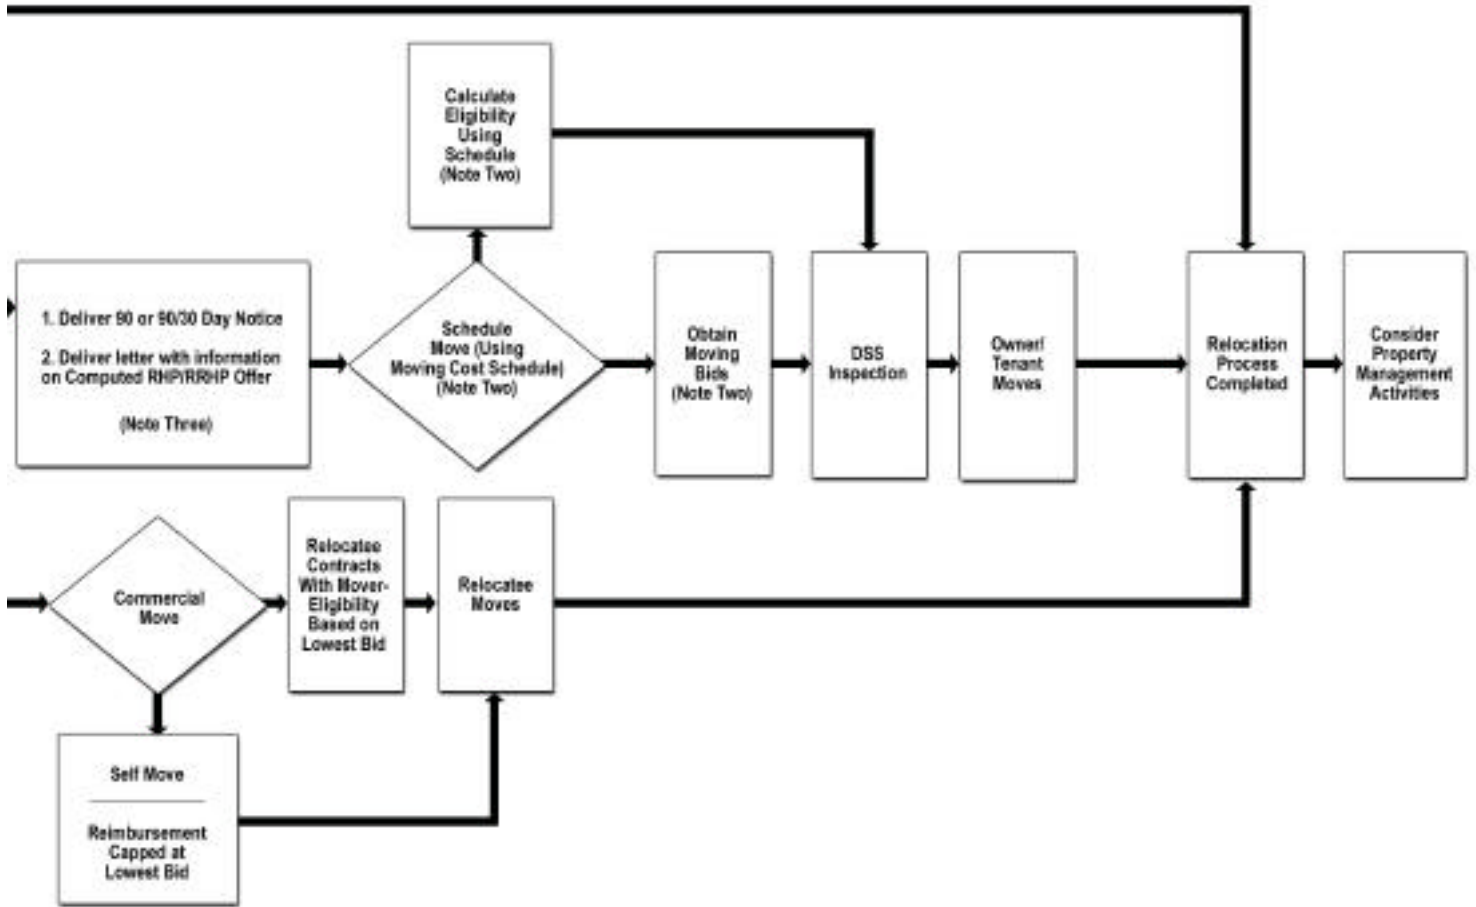 Calculate
Eligibility
Using
Schedule
(Note Two)
1. Deliver 90 or 90/30 Day Notice
2. Deliver letter with information
on Computed RHP/RRHP Offer
(Note Three)
Schedule
Move (Using
Moving Cost Schedule)
(Note Two)
Obtain
Moving
Bids
(Note Two)
DSS
Inspection
Owner/
Tenant
Moves
Relocation
Process
Completed
Consider
Property
Management
Activities
Commercial
Move
Relocatee
Contracts
With Mover-
Eligibility
Based on
Lowest Bid
Relocatee
Moves
Self Move
Reimbursement
Capped at
Lowest Bid